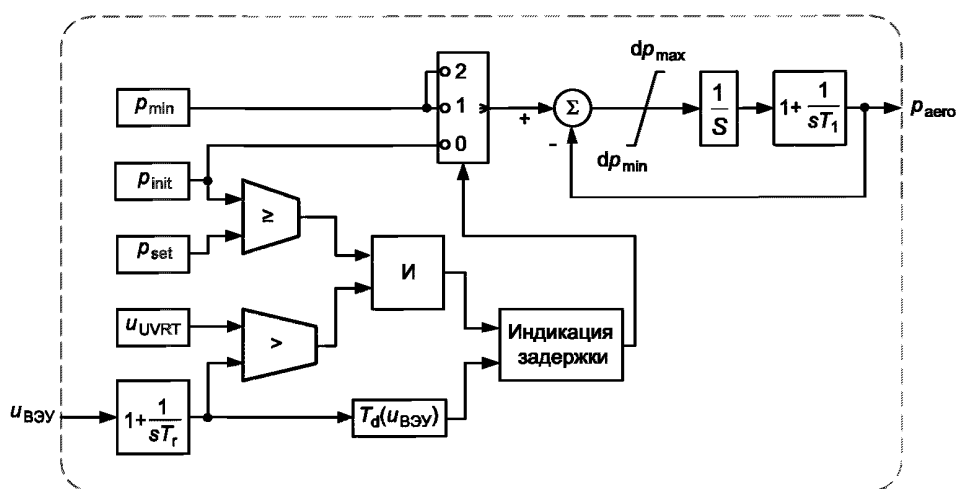 dp_max
2
p_min
1
+
Σ
1/S
1+ 1/sT_1
p_aero
-
0
dp_min
p_init
≥
p_set
И
u_UVRT
>
Индикация
задержки
u_ВЭУ
1+ 1/sT_r
T_d(u_ВЭУ)